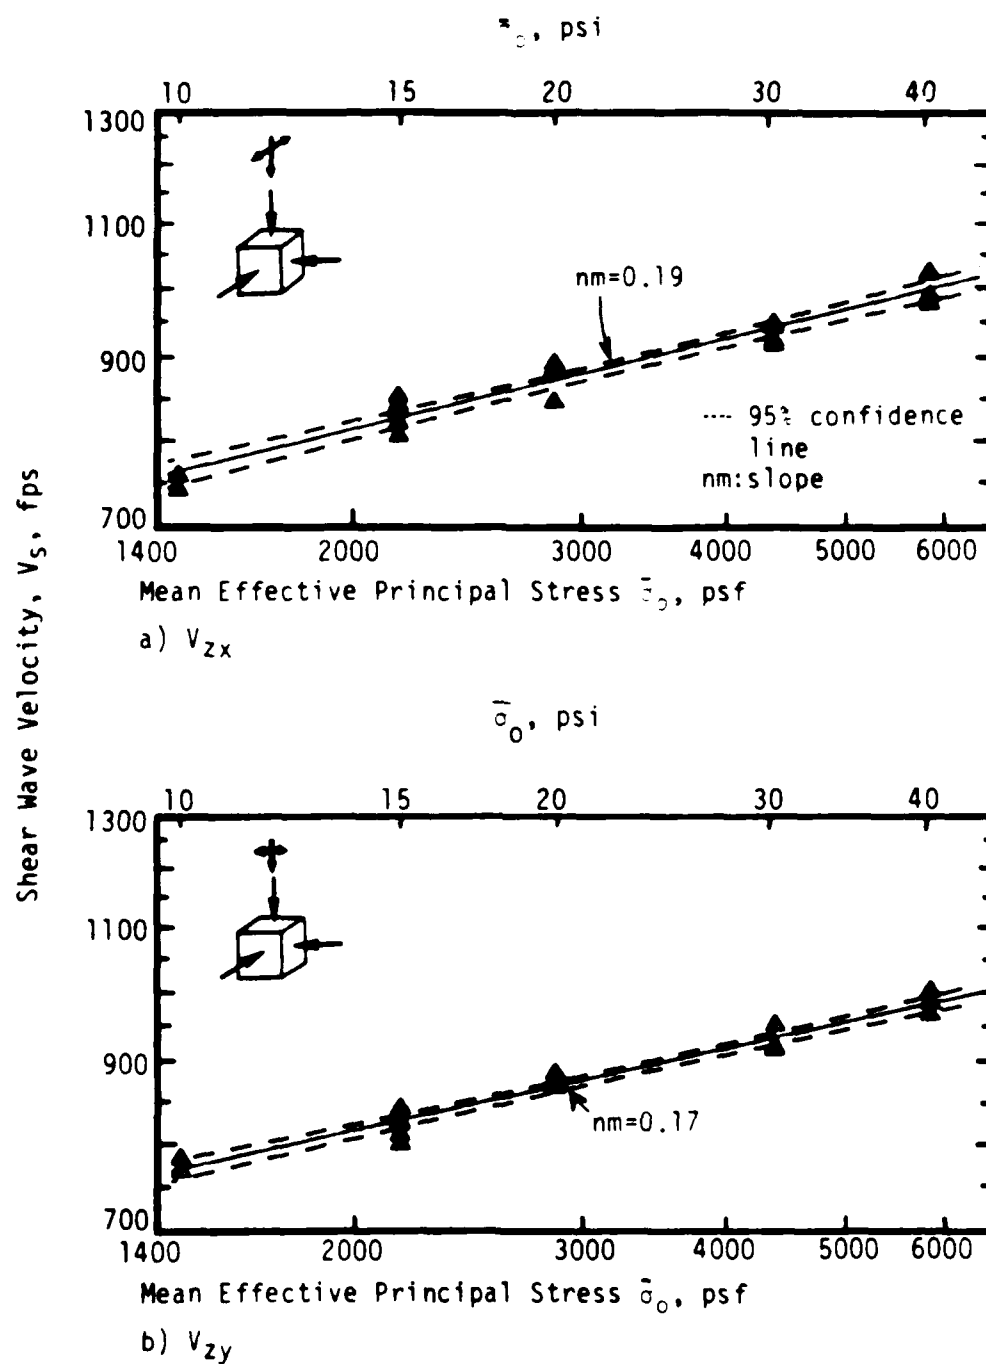 , psi
10 15 20 30 40
1300
1100
nm=0.19
900
---- 95% confidence
line
nm:slope
700
1400 2000 3000 4000 5000 6000
Mean Effective Principal Stress , psf
a) Vzx
Shear Wave Velocity, Vs, fps
σ̄o, psi
10 15 20 30 40
1300
1100
900
nm=0.17
700
1400 2000 3000 4000 5000 6000
Mean Effective Principal Stress σ̄o, psf
b) Vzy